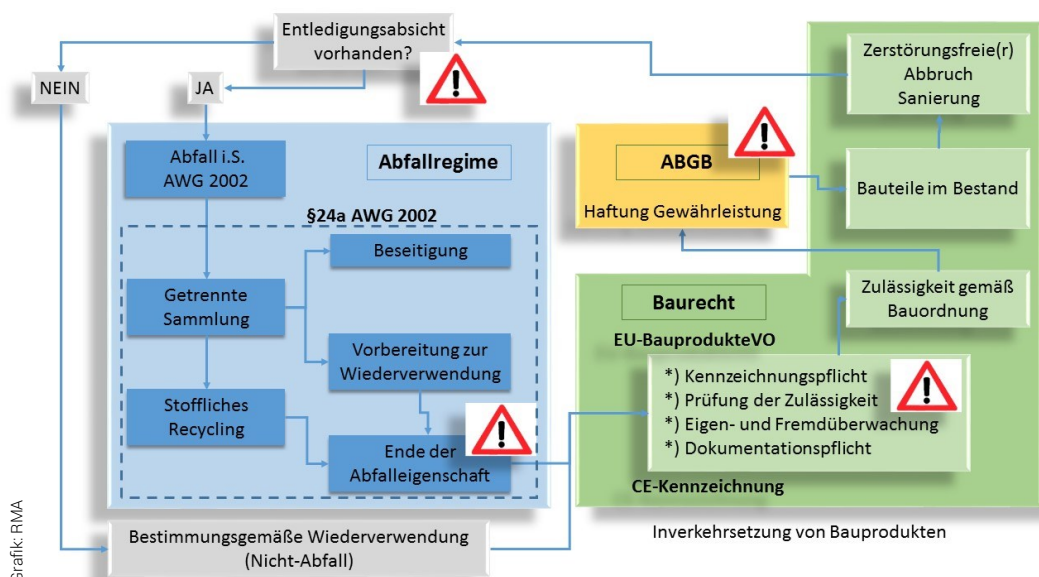 Entledigungsabsicht
vorhanden?
NEIN
JA
Abfall i.S.
AWG 2002
Abfallregime
§24a AWG 2002
Beseitigung
Getrennte
Sammlung
Vorbereitung zur
Wiederverwendung
Stoffliches
Recycling
Ende der
Abfalleigenschaft
Bestimmungsgemäße Wiederverwendung
(Nicht-Abfall)
ABGB
Haftung Gewährleistung
Zerstörungsfreie(r)
Abbruch
Sanierung
Bauteile im Bestand
Zulässigkeit gemäß
Bauordnung
Baurecht
EU-BauprodukteVO
*) Kennzeichnungspflicht
*) Prüfung der Zulässigkeit
*) Eigen- und Fremdüberwachung
*) Dokumentationspflicht
CE-Kennzeichnung
Inverkehrsetzung von Bauprodukten
Grafik: RMA